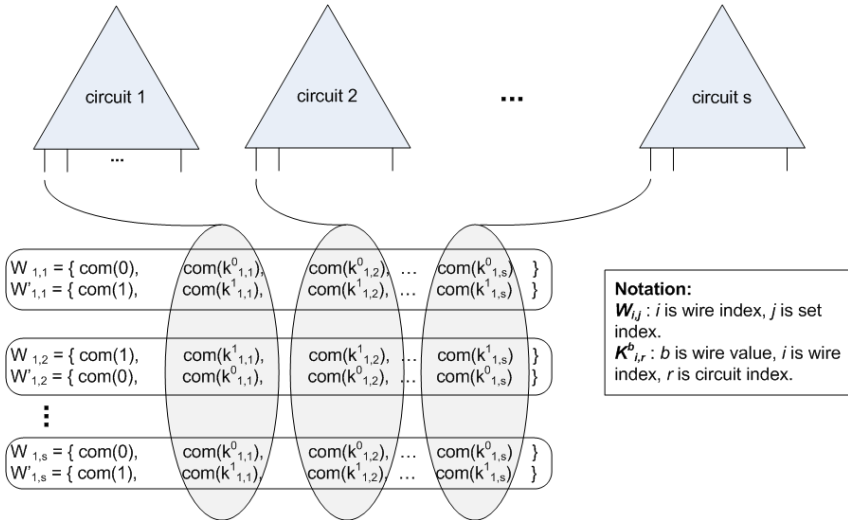 circuit 1
circuit 2
...
circuit s
...
W 1,1 = { com(0), com(k⁰1,1), com(k⁰1,2), ... com(k⁰1,s) }
W'1,1 = { com(1), com(k¹1,1), com(k¹1,2), ... com(k¹1,s) }
W 1,2 = { com(1), com(k¹1,1), com(k¹1,2), ... com(k¹1,s) }
W'1,2 = { com(0), com(k⁰1,1), com(k⁰1,2), ... com(k⁰1,s) }
...
W 1,s = { com(0), com(k⁰1,1), com(k⁰1,2), ... com(k⁰1,s) }
W'1,s = { com(1), com(k¹1,1), com(k¹1,2), ... com(k¹1,s) }
Notation:
Wi,j : i is wire index, j is set
index.
Kᵇi,r : b is wire value, i is wire
index, r is circuit index.